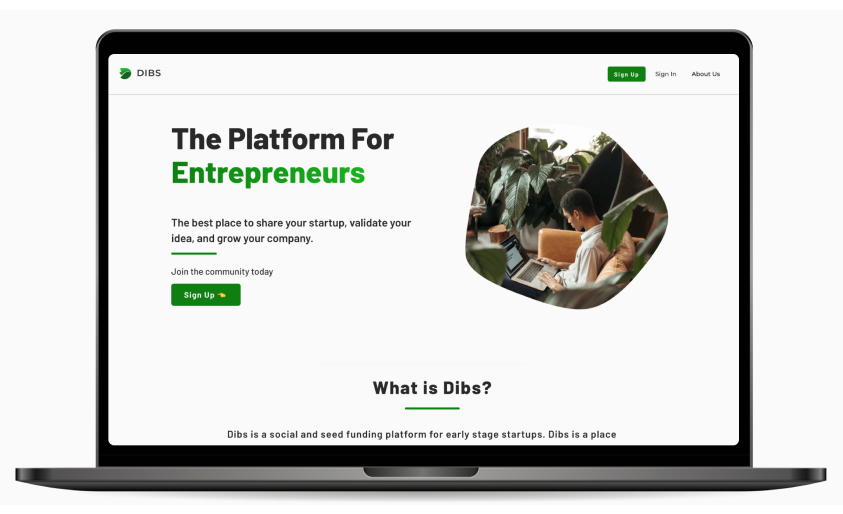 DIBS
Sign Up
Sign In
About Us
The Platform For
Entrepreneurs
The best place to share your startup, validate your
idea, and grow your company.
Join the community today
Sign Up 👈
What is Dibs?
Dibs is a social and seed funding platform for early stage startups. Dibs is a place